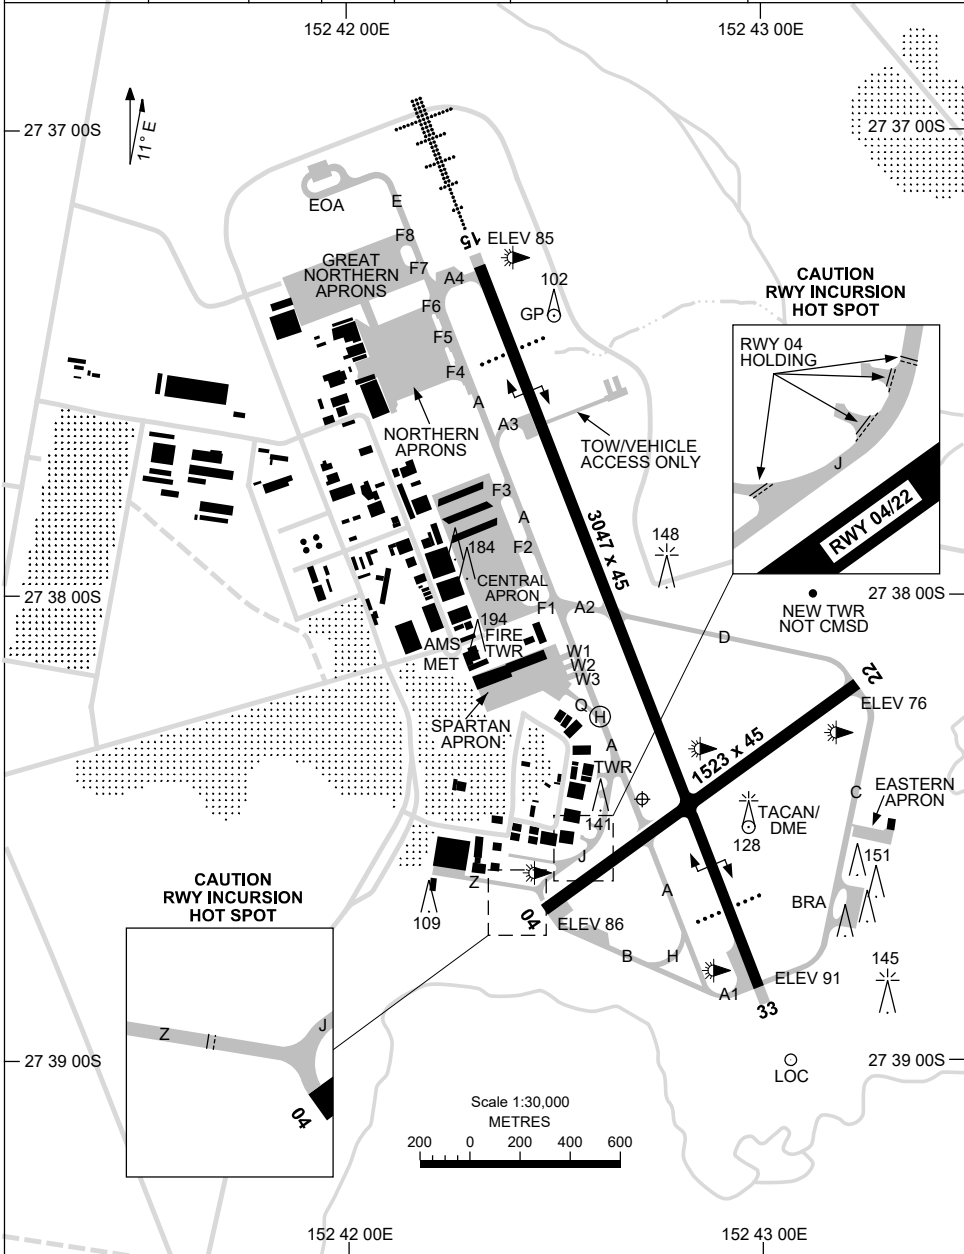 152 42 00E
152 43 00E
27 37 00S
27 37 00S
11° E
EOA
E
F8
15
ELEV 85
GREAT
NORTHERN
APRONS
F7
A4
102
GP
CAUTION
RWY INCURSION
HOT SPOT
F6
F5
F4
RWY 04
HOLDING
J
RWY 04/22
A
A3
NORTHERN
APRONS
TOW/VEHICLE
ACCESS ONLY
F3
A
3047 x 45
148
184
F2
CENTRAL
APRON
27 38 00S
27 38 00S
NEW TWR
NOT CMSD
F1
A2
194
FIRE
TWR
AMS
MET
D
W1
W2
W3
22
ELEV 76
Q
H
SPARTAN
APRON
A
1523 x 45
TWR
C
EASTERN
APRON
141
TACAN/
DME
128
J
151
Z
A
CAUTION
RWY INCURSION
HOT SPOT
109
04
ELEV 86
BRA
B
H
145
A1
ELEV 91
33
Z
J
04
27 39 00S
27 39 00S
LOC
Scale 1:30,000
METRES
200 0 200 400 600
152 42 00E
152 43 00E